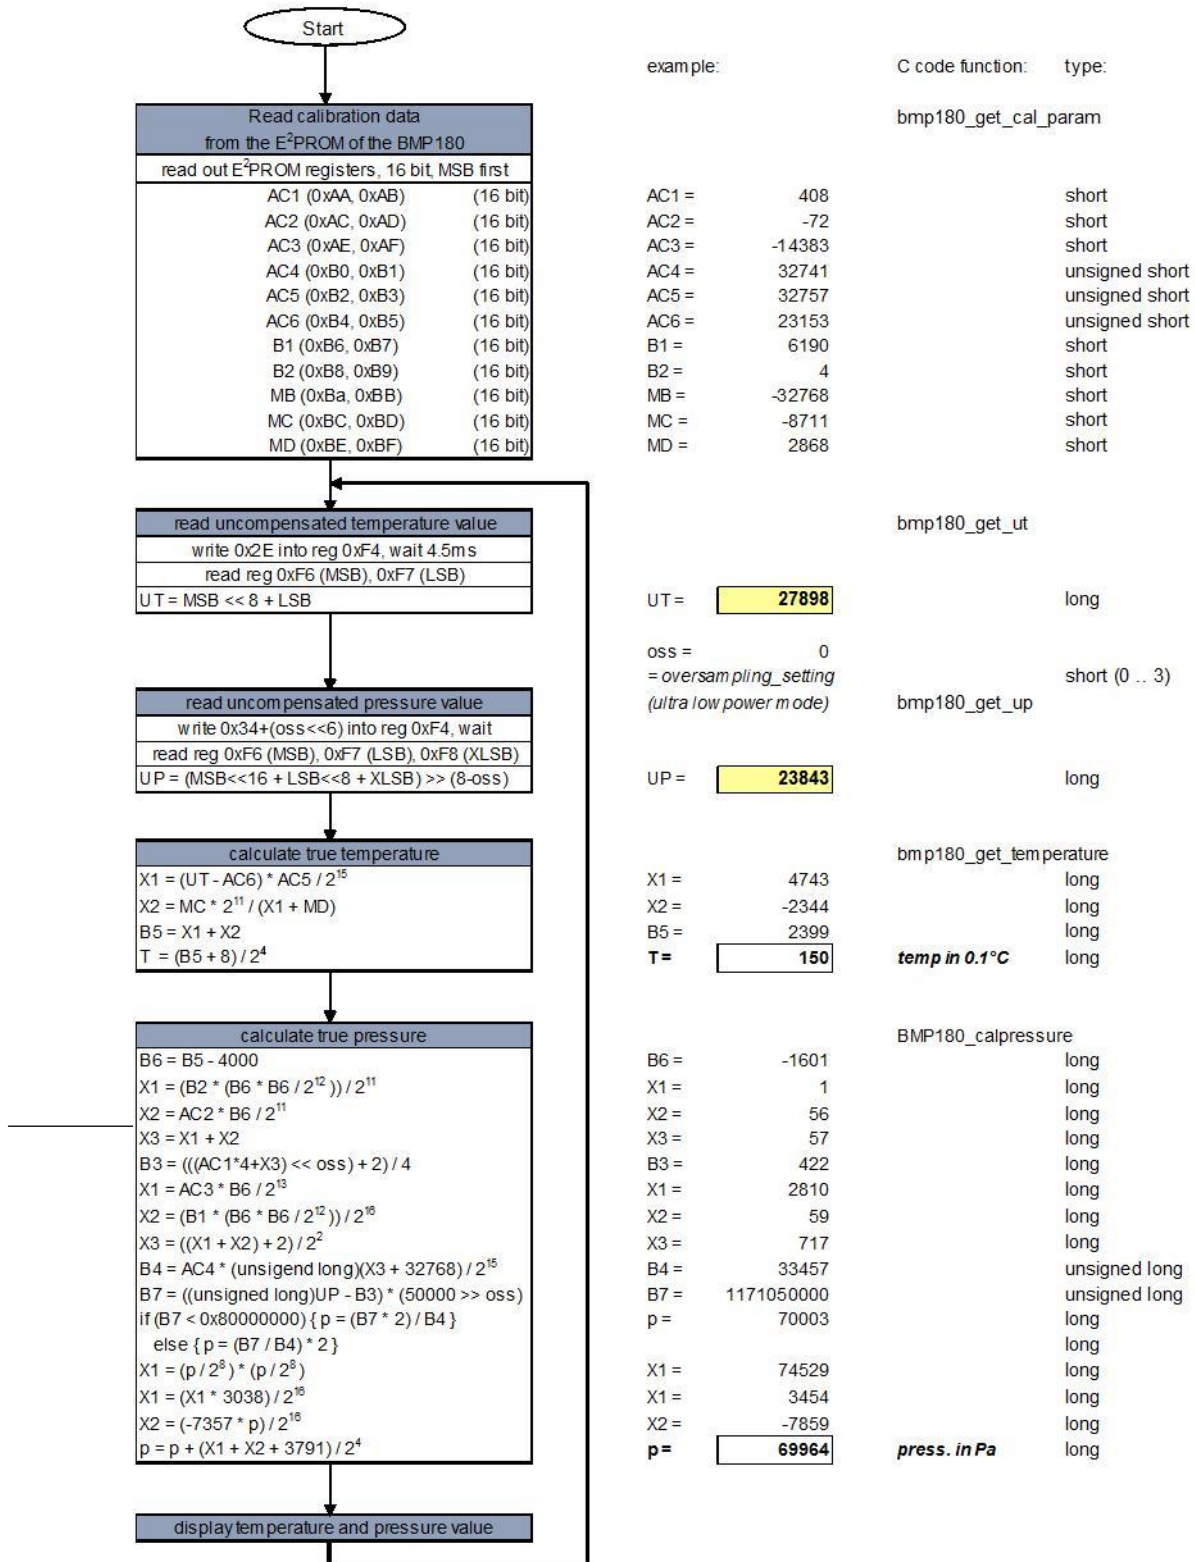 Start
example: C code function: type:
Read calibration data bmp180_get_cal_param
from the E²PROM of the BMP180
read out E²PROM registers, 16 bit, MSB first
AC1 (0xAA, 0xAB) (16 bit) AC1 = 408 short
AC2 (0xAC, 0xAD) (16 bit) AC2 = -72 short
AC3 (0xAE, 0xAF) (16 bit) AC3 = -14383 short
AC4 (0xB0, 0xB1) (16 bit) AC4 = 32741 unsigned short
AC5 (0xB2, 0xB3) (16 bit) AC5 = 32757 unsigned short
AC6 (0xB4, 0xB5) (16 bit) AC6 = 23153 unsigned short
B1 (0xB6, 0xB7) (16 bit) B1 = 6190 short
B2 (0xB8, 0xB9) (16 bit) B2 = 4 short
MB (0xBa, 0xBB) (16 bit) MB = -32768 short
MC (0xBC, 0xBD) (16 bit) MC = -8711 short
MD (0xBE, 0xBF) (16 bit) MD = 2868 short
read uncompensated temperature value bmp180_get_ut
write 0x2E into reg 0xF4, wait 4.5ms
read reg 0xF6 (MSB), 0xF7 (LSB)
UT = MSB << 8 + LSB UT = 27898 long
oss = 0
= oversampling_setting short (0 .. 3)
read uncompensated pressure value (ultra low power mode) bmp180_get_up
write 0x34+(oss<<6) into reg 0xF4, wait
read reg 0xF6 (MSB), 0xF7 (LSB), 0xF8 (XLSB)
UP = (MSB<<16 + LSB<<8 + XLSB) >> (8-oss) UP = 23843 long
calculate true temperature bmp180_get_temperature
X1 = (UT - AC6) * AC5 / 2¹⁵ X1 = 4743 long
X2 = MC * 2¹¹ / (X1 + MD) X2 = -2344 long
B5 = X1 + X2 B5 = 2399 long
T = (B5 + 8) / 2⁴ T = 150 temp in 0.1°C long
calculate true pressure BMP180_calpressure
B6 = B5 - 4000 B6 = -1601 long
X1 = (B2 * (B6 * B6 / 2¹² )) / 2¹¹ X1 = 1 long
X2 = AC2 * B6 / 2¹¹ X2 = 56 long
X3 = X1 + X2 X3 = 57 long
B3 = (((AC1*4+X3) << oss) + 2) / 4 B3 = 422 long
X1 = AC3 * B6 / 2¹³ X1 = 2810 long
X2 = (B1 * (B6 * B6 / 2¹² )) / 2¹⁶ X2 = 59 long
X3 = ((X1 + X2) + 2) / 2² X3 = 717 long
B4 = AC4 * (unsigend long)(X3 + 32768) / 2¹⁵ B4 = 33457 unsigned long
B7 = ((unsigned long)UP - B3) * (50000 >> oss) B7 = 1171050000 unsigned long
if (B7 < 0x80000000) { p = (B7 * 2) / B4 } p = 70003 long
else { p = (B7 / B4) * 2 } long
X1 = (p / 2⁸ ) * (p / 2⁸ ) X1 = 74529 long
X1 = (X1 * 3038) / 2¹⁶ X1 = 3454 long
X2 = (-7357 * p) / 2¹⁶ X2 = -7859 long
p = p + (X1 + X2 + 3791) / 2⁴ p = 69964 press. in Pa long
display temperature and pressure value